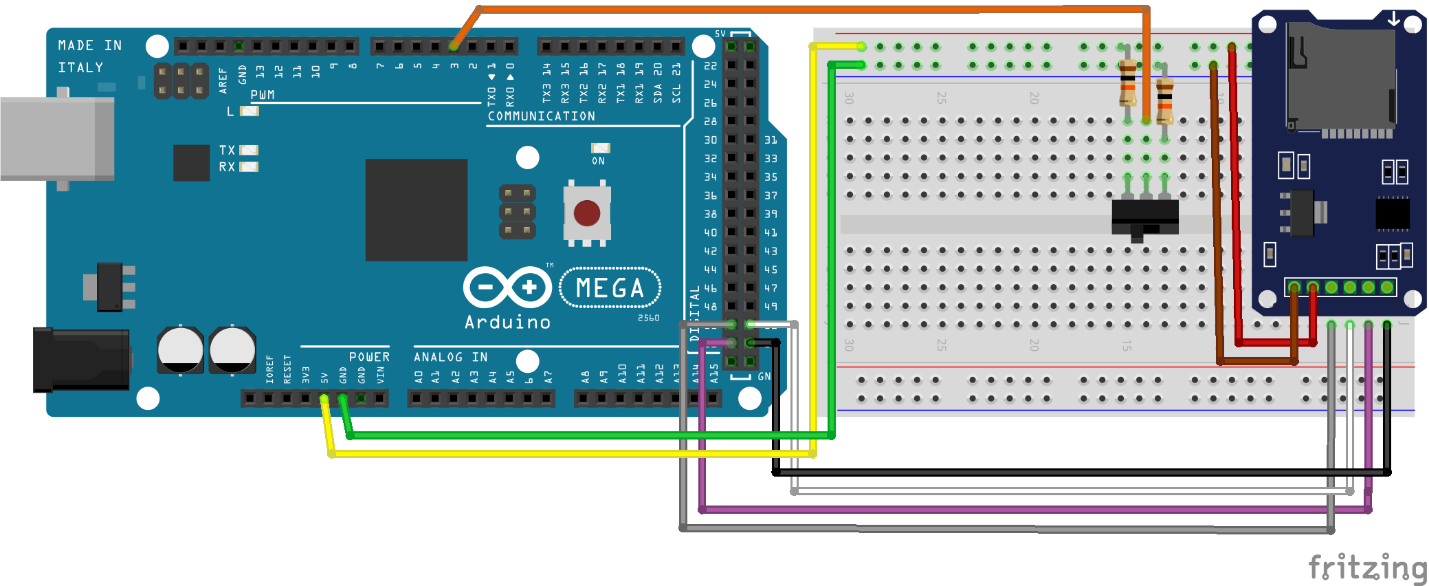 MADE IN
ITALY
AREF
GND
13
12
11
10
9
8
7
6
5
4
3
2
TX0 1
RX0 0
TX3 14
RX3 15
TX2 16
RX2 17
TX1 18
RX1 19
SDA 20
SCL 21
PWM
COMMUNICATION
L
TX
RX
ON
5V
22
24
26
28
30
31
32
33
34
35
36
37
38
39
40
41
42
43
44
45
46
47
48
49
DIGITAL
GN
Arduino
™
MEGA
2560
POWER
ANALOG IN
IOREF
RESET
3V3
5V
GND
GND
VIN
A0
A1
A2
A3
A4
A5
6
A7
A8
A9
A10
A11
A12
A13
A14
A15
30
25
20
10
30
25
20
15
J
fritzing